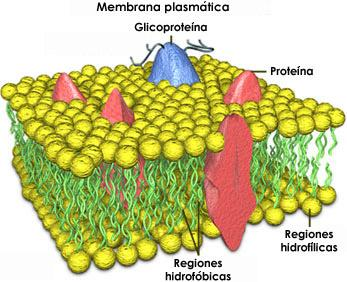 Membrana plasmática
Glicoproteína
Proteína
Regiones
hidrofílicas
Regiones
hidrofóbicas